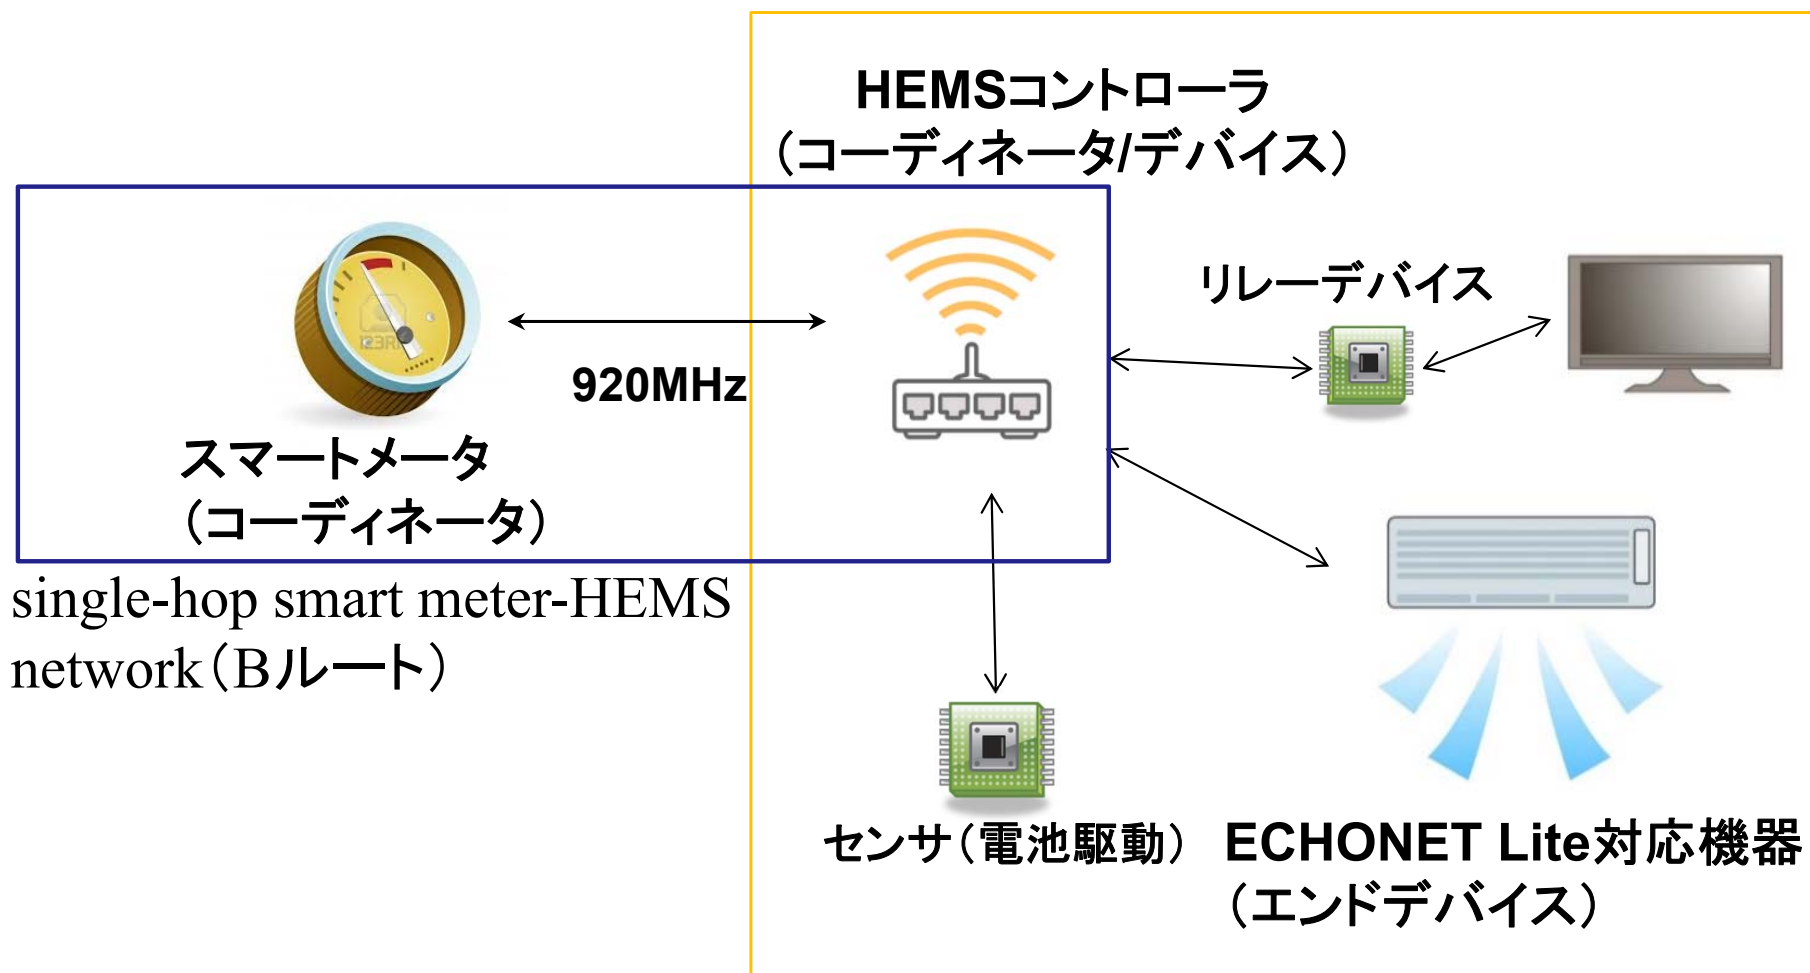 HEMSコントローラ
（コーディネータ/デバイス）
リレーデバイス
920MHz
スマートメータ
（コーディネータ）
single-hop smart meter-HEMS
network（Bルート）
センサ（電池駆動）
ECHONET Lite対応機器
（エンドデバイス）